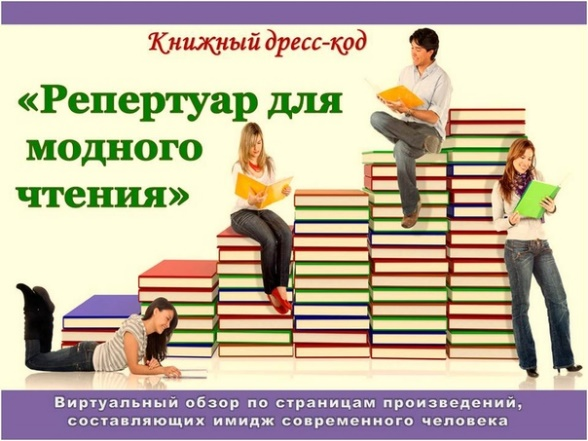 Книжный дресс-код
«Репертуар для
модного
чтения»
Виртуальный обзор по страницам произведений,
составляющих имидж современного человека